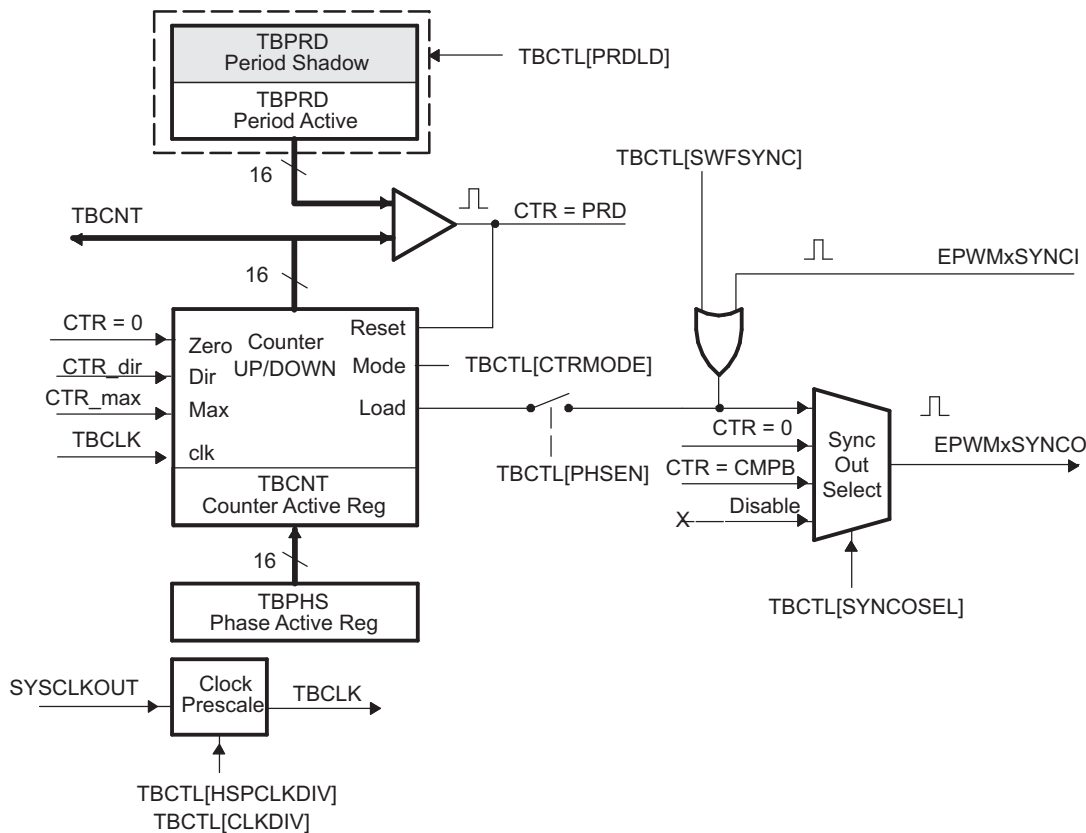 TBPRD
Period Shadow
TBPRD
Period Active
TBCTL[PRDLD]
16
TBCTL[SWFSYNC]
TBCNT
CTR = PRD
EPWMxSYNCI
16
CTR = 0
CTR_dir
CTR_max
TBCLK
Zero
Dir
Max
clk
Counter
UP/DOWN
Reset
Mode
Load
TBCNT
Counter Active Reg
TBCTL[CTRMODE]
TBCTL[PHSEN]
CTR = 0
CTR = CMPB
Disable
X
Sync
Out
Select
EPWMxSYNCO
TBCTL[SYNCOSEL]
16
TBPHS
Phase Active Reg
SYSCLKOUT
Clock
Prescale
TBCLK
TBCTL[HSPCLKDIV]
TBCTL[CLKDIV]